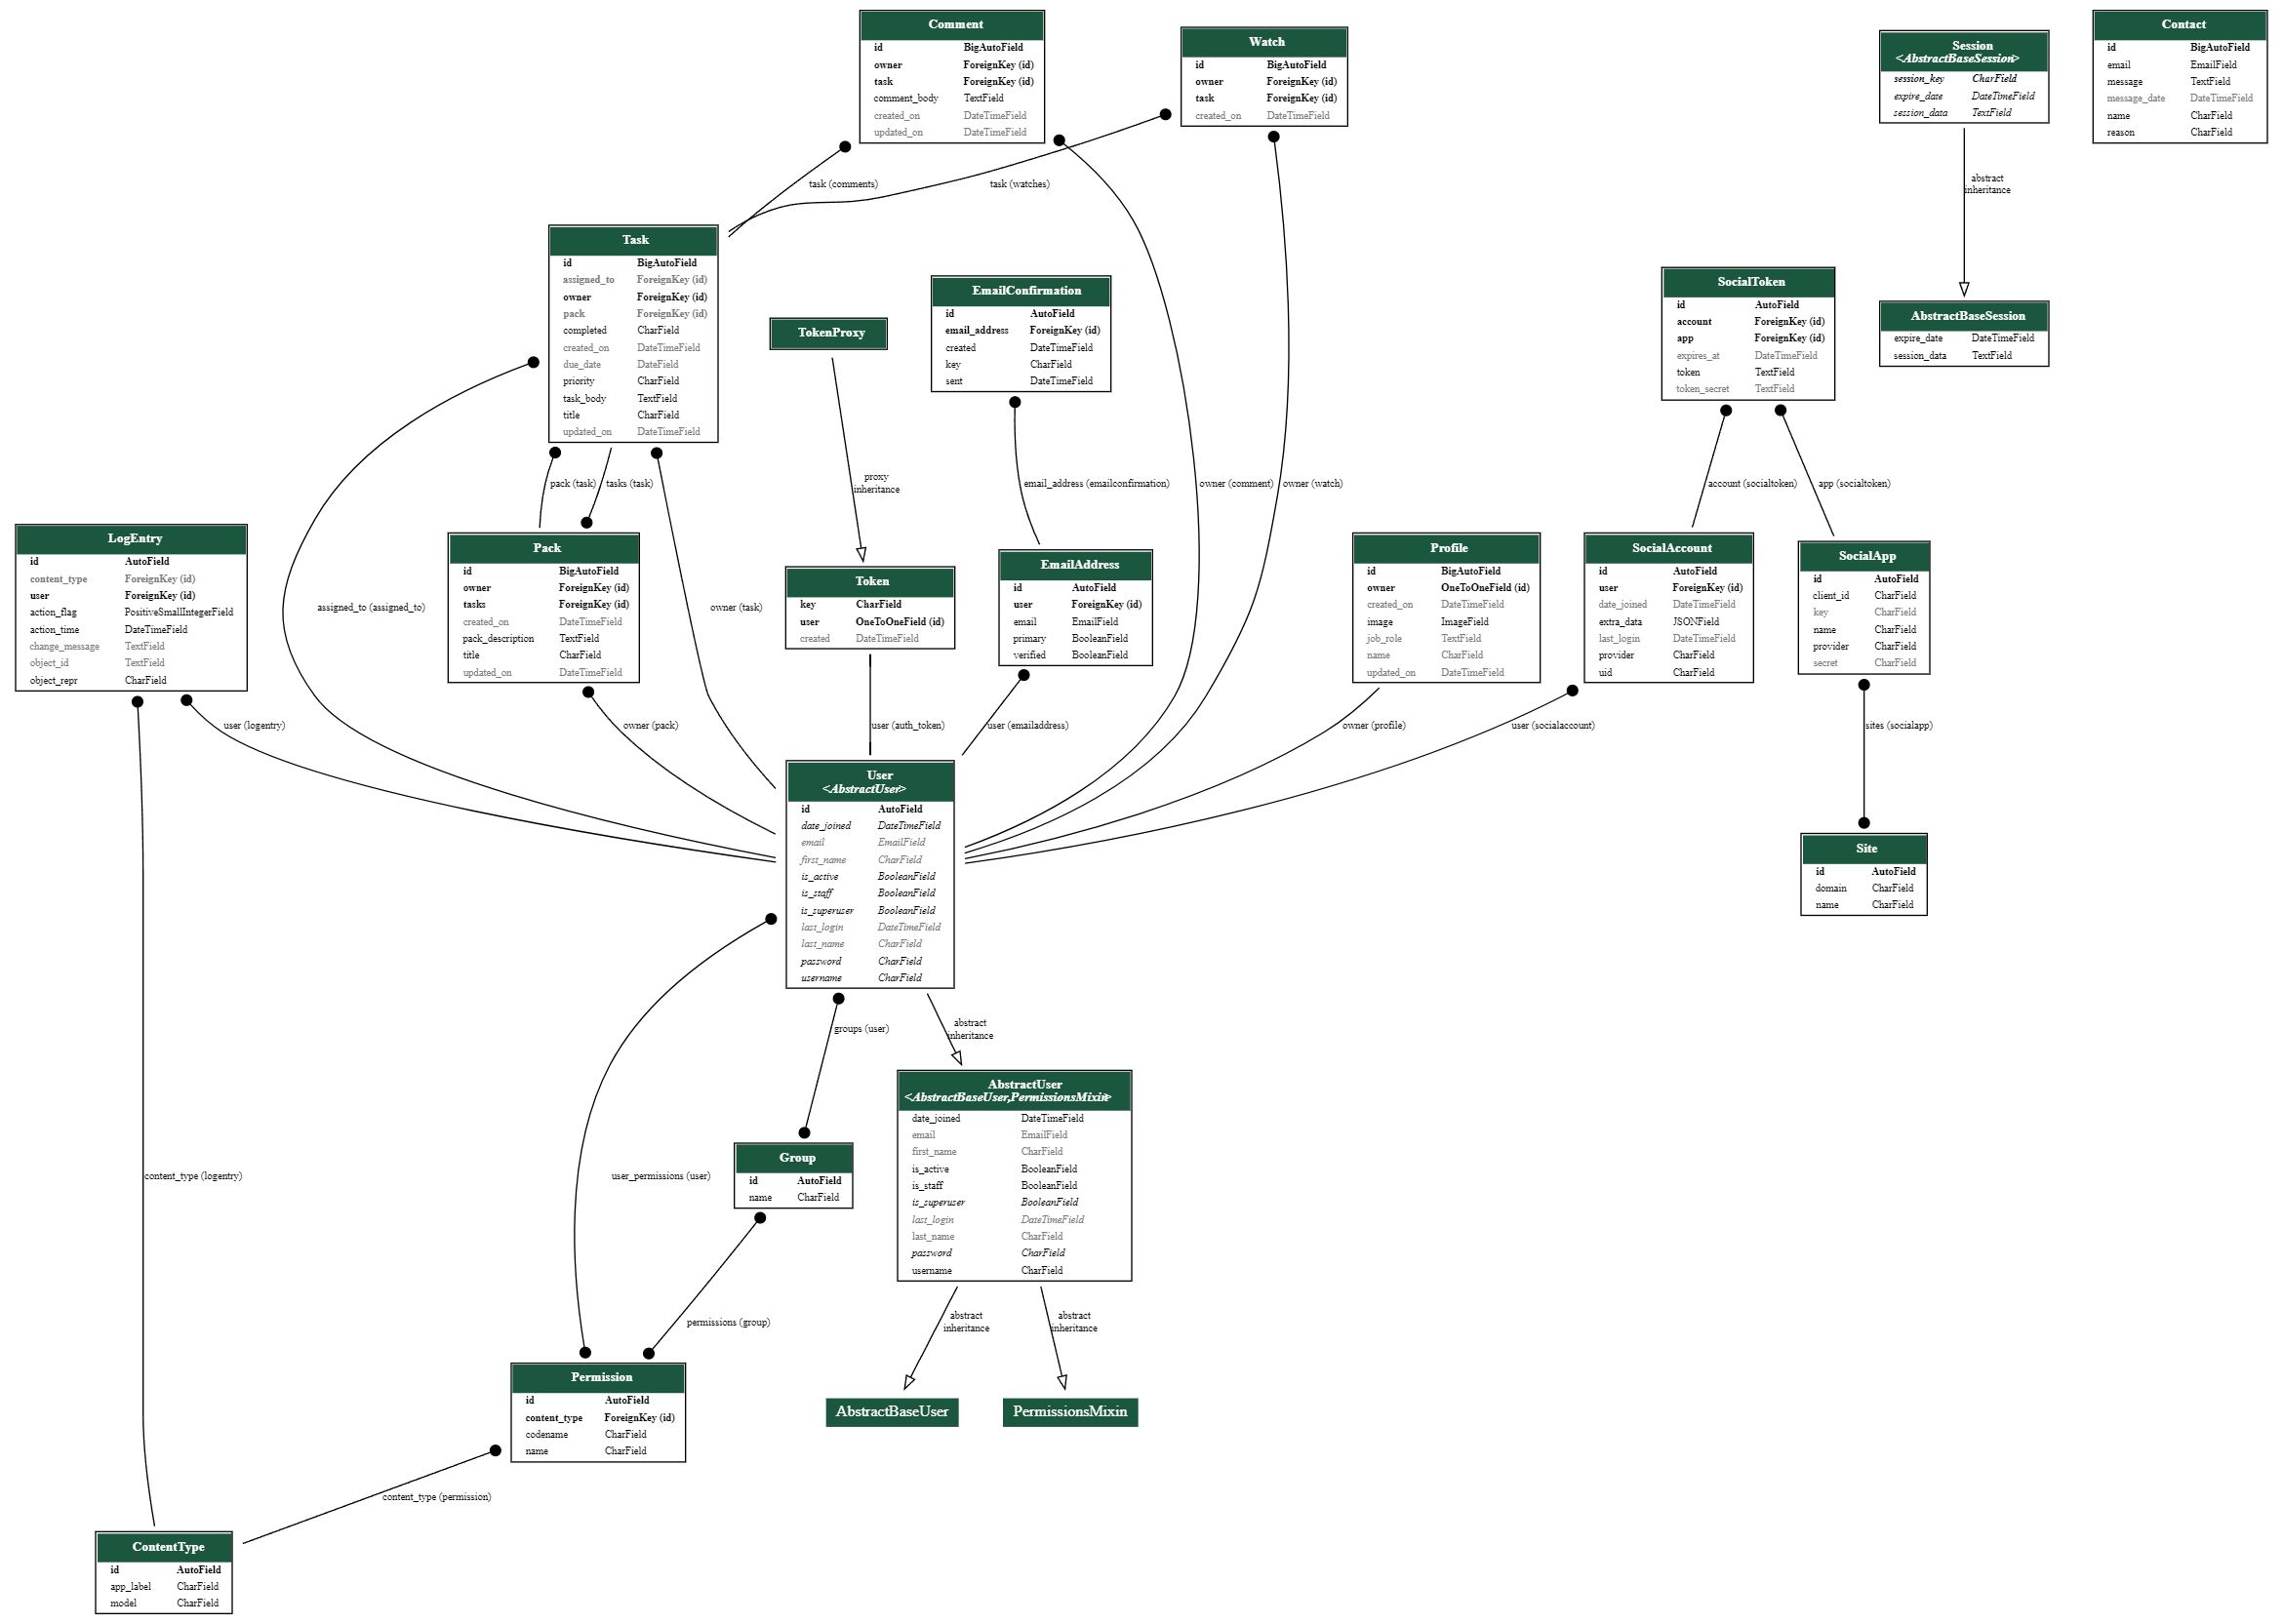 Comment
id BigAutoField
owner ForeignKey (id)
task ForeignKey (id)
comment_body TextField
created_on DateTimeField
updated_on DateTimeField
Watch
id BigAutoField
owner ForeignKey (id)
task ForeignKey (id)
created_on DateTimeField
Session
<AbstractBaseSession>
session_key CharField
expire_date DateTimeField
session_data TextField
Contact
id BigAutoField
email EmailField
message TextField
message_date DateTimeField
name CharField
reason CharField
task (comments)
task (watches)
abstract
inheritance
Task
id BigAutoField
assigned_to ForeignKey (id)
owner ForeignKey (id)
pack ForeignKey (id)
completed CharField
created_on DateTimeField
due_date DateField
priority CharField
task_body TextField
title CharField
updated_on DateTimeField
TokenProxy
EmailConfirmation
id AutoField
email_address ForeignKey (id)
created DateTimeField
key CharField
sent DateTimeField
SocialToken
id AutoField
account ForeignKey (id)
app ForeignKey (id)
expires_at DateTimeField
token TextField
token_secret TextField
AbstractBaseSession
expire_date DateTimeField
session_data TextField
pack (task)
tasks (task)
proxy
inheritance
email_address (emailconfirmation)
owner (comment)
owner (watch)
account (socialtoken)
app (socialtoken)
LogEntry
id AutoField
content_type ForeignKey (id)
user ForeignKey (id)
action_flag PositiveSmallIntegerField
action_time DateTimeField
change_message TextField
object_id TextField
object_repr CharField
assigned_to (assigned_to)
Pack
id BigAutoField
owner ForeignKey (id)
tasks ForeignKey (id)
created_on DateTimeField
pack_description TextField
title CharField
updated_on DateTimeField
owner (task)
Token
key CharField
user OneToOneField (id)
created DateTimeField
EmailAddress
id AutoField
user ForeignKey (id)
email EmailField
primary BooleanField
verified BooleanField
Profile
id BigAutoField
owner OneToOneField (id)
created_on DateTimeField
image ImageField
job_role TextField
name CharField
updated_on DateTimeField
SocialAccount
id AutoField
user ForeignKey (id)
date_joined DateTimeField
extra_data JSONField
last_login DateTimeField
provider CharField
uid CharField
SocialApp
id AutoField
client_id CharField
key CharField
name CharField
provider CharField
secret CharField
user (logentry)
owner (pack)
user (auth_token)
user (emailaddress)
owner (profile)
user (socialaccount)
sites (socialapp)
User
<AbstractUser>
id AutoField
date_joined DateTimeField
email EmailField
first_name CharField
is_active BooleanField
is_staff BooleanField
is_superuser BooleanField
last_login DateTimeField
last_name CharField
password CharField
username CharField
Site
id AutoField
domain CharField
name CharField
groups (user)
abstract
inheritance
AbstractUser
<AbstractBaseUser,PermissionsMixin>
date_joined DateTimeField
email EmailField
first_name CharField
is_active BooleanField
is_staff BooleanField
is_superuser BooleanField
last_login DateTimeField
last_name CharField
password CharField
username CharField
content_type (logentry)
user_permissions (user)
Group
id AutoField
name CharField
permissions (group)
abstract
inheritance
abstract
inheritance
Permission
id AutoField
content_type ForeignKey (id)
codename CharField
name CharField
AbstractBaseUser
PermissionsMixin
content_type (permission)
ContentType
id AutoField
app_label CharField
model CharField